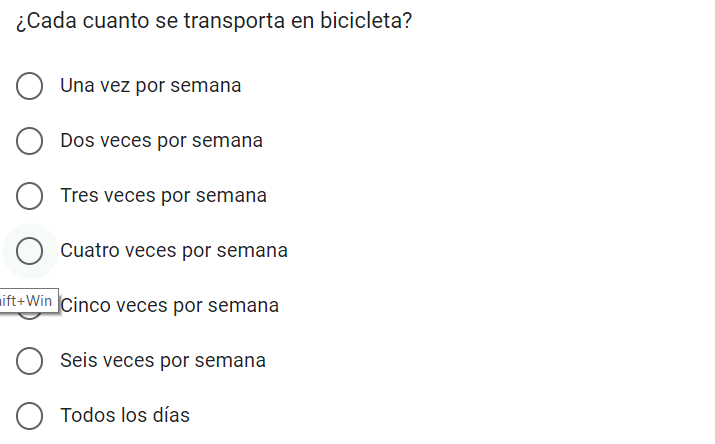 ¿Cada cuanto se transporta en bicicleta?
Una vez por semana
Dos veces por semana
Tres veces por semana
Cuatro veces por semana
ift+Win
Cinco veces por semana
Seis veces por semana
Todos los días